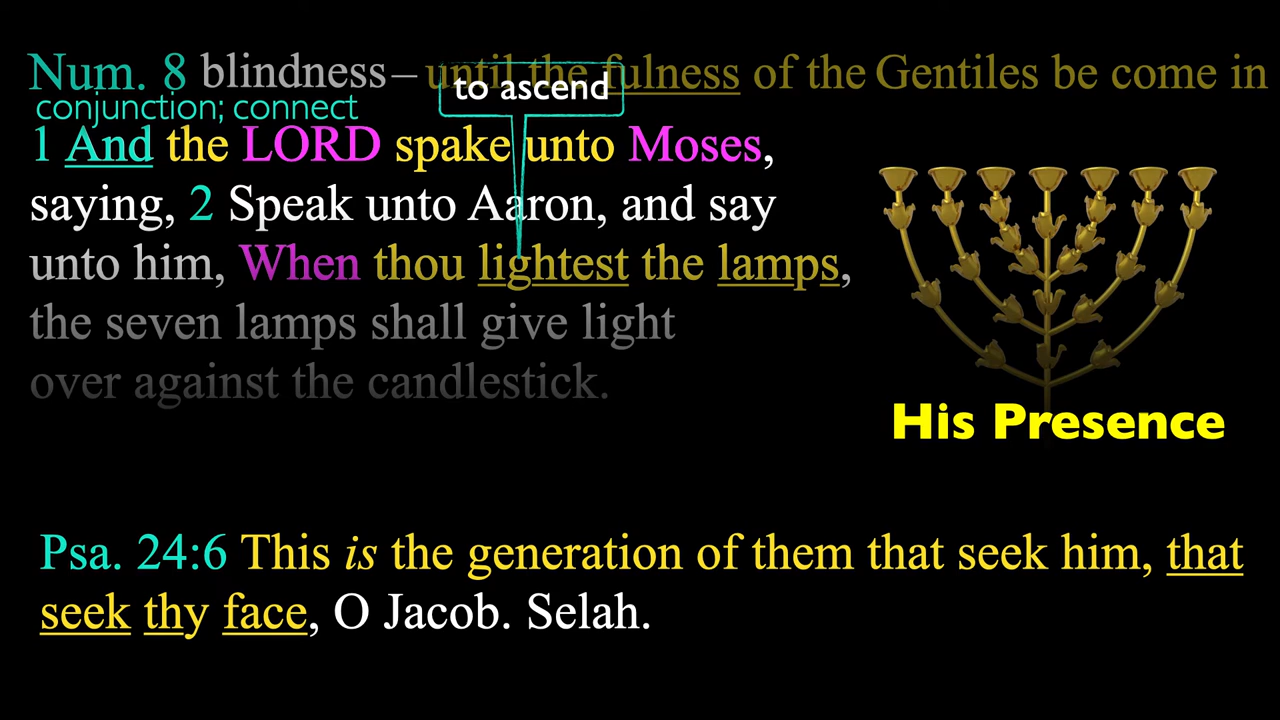 Num. 8 blindness – until the fulness of the Gentiles be come in
to ascend
conjunction; connect
1 And the LORD spake unto Moses,
saying, 2 Speak unto Aaron, and say
unto him, When thou lightest the lamps,
the seven lamps shall give light
over against the candlestick.
His Presence
Psa. 24:6 This is the generation of them that seek him, that
seek thy face, O Jacob. Selah.